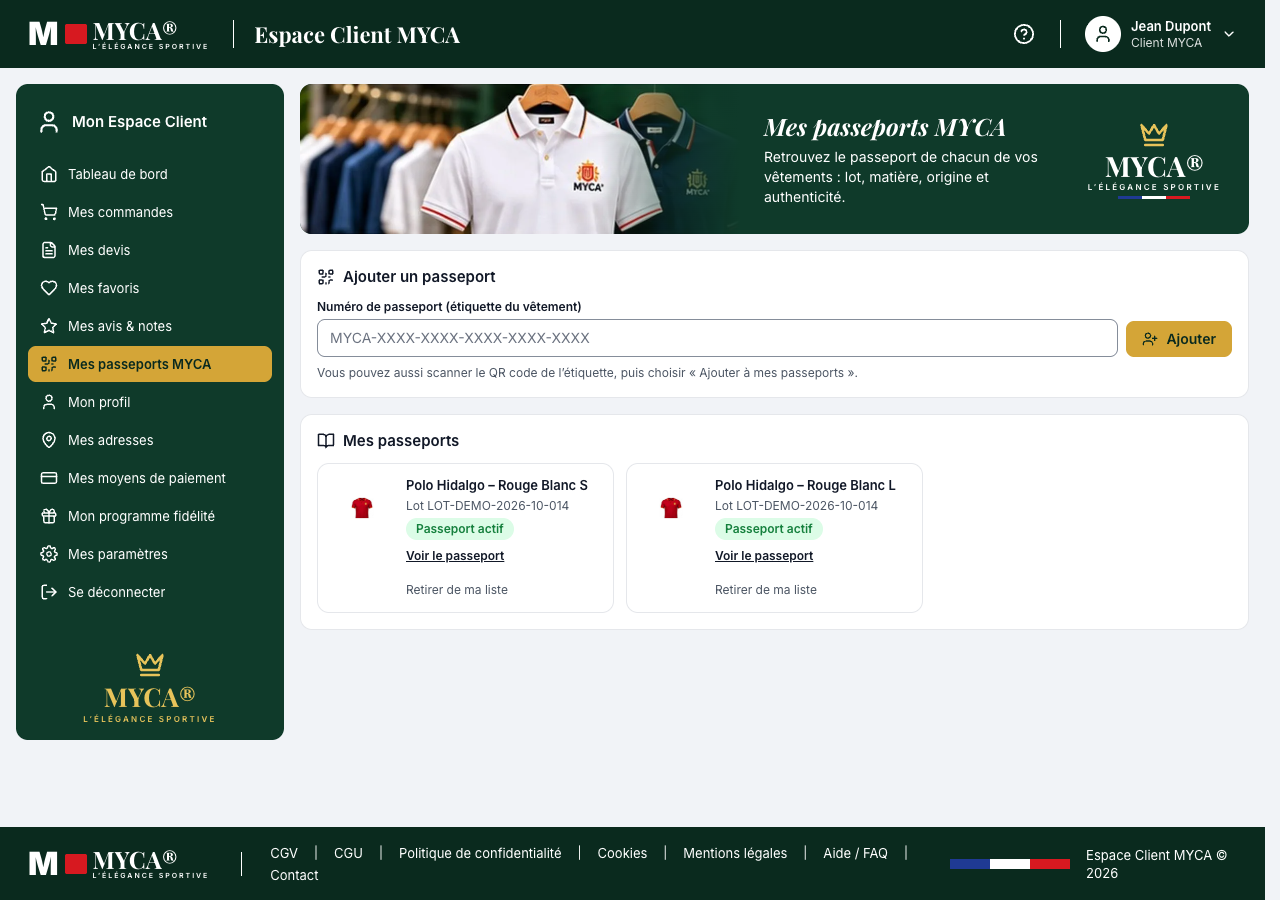 M MYCA®
L'ÉLÉGANCE SPORTIVE
Espace Client MYCA
Jean Dupont
Client MYCA
Mon Espace Client
Tableau de bord
Mes commandes
Mes devis
Mes favoris
Mes avis & notes
Mes passeports MYCA
Mon profil
Mes adresses
Mes moyens de paiement
Mon programme fidélité
Mes paramètres
Se déconnecter
MYCA®
L'ÉLÉGANCE SPORTIVE
MYCA
MYCA
Mes passeports MYCA
Retrouvez le passeport de chacun de vos
vêtements : lot, matière, origine et
authenticité.
MYCA®
L'ÉLÉGANCE SPORTIVE
Ajouter un passeport
Numéro de passeport (étiquette du vêtement)
MYCA-XXXX-XXXX-XXXX-XXXX-XXXX
Ajouter
Vous pouvez aussi scanner le QR code de l’étiquette, puis choisir « Ajouter à mes passeports ».
Mes passeports
Polo Hidalgo – Rouge Blanc S
Lot LOT-DEMO-2026-10-014
Passeport actif
Voir le passeport
Retirer de ma liste
Polo Hidalgo – Rouge Blanc L
Lot LOT-DEMO-2026-10-014
Passeport actif
Voir le passeport
Retirer de ma liste
M MYCA®
L'ÉLÉGANCE SPORTIVE
CGV | CGU | Politique de confidentialité | Cookies | Mentions légales | Aide / FAQ |
Contact
Espace Client MYCA ©
2026